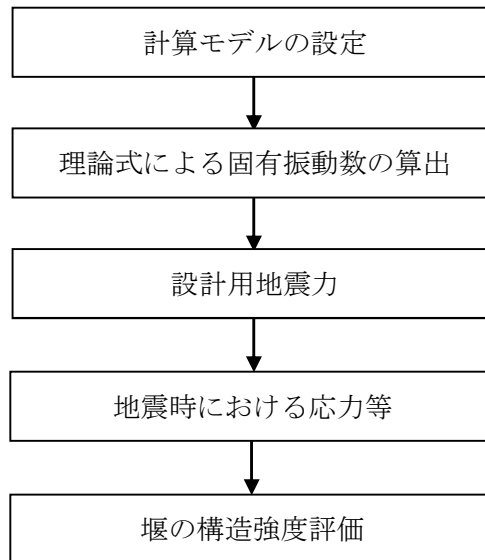 計算モデルの設定
理論式による固有振動数の算出
設計用地震力
地震時における応力等
堰の構造強度評価